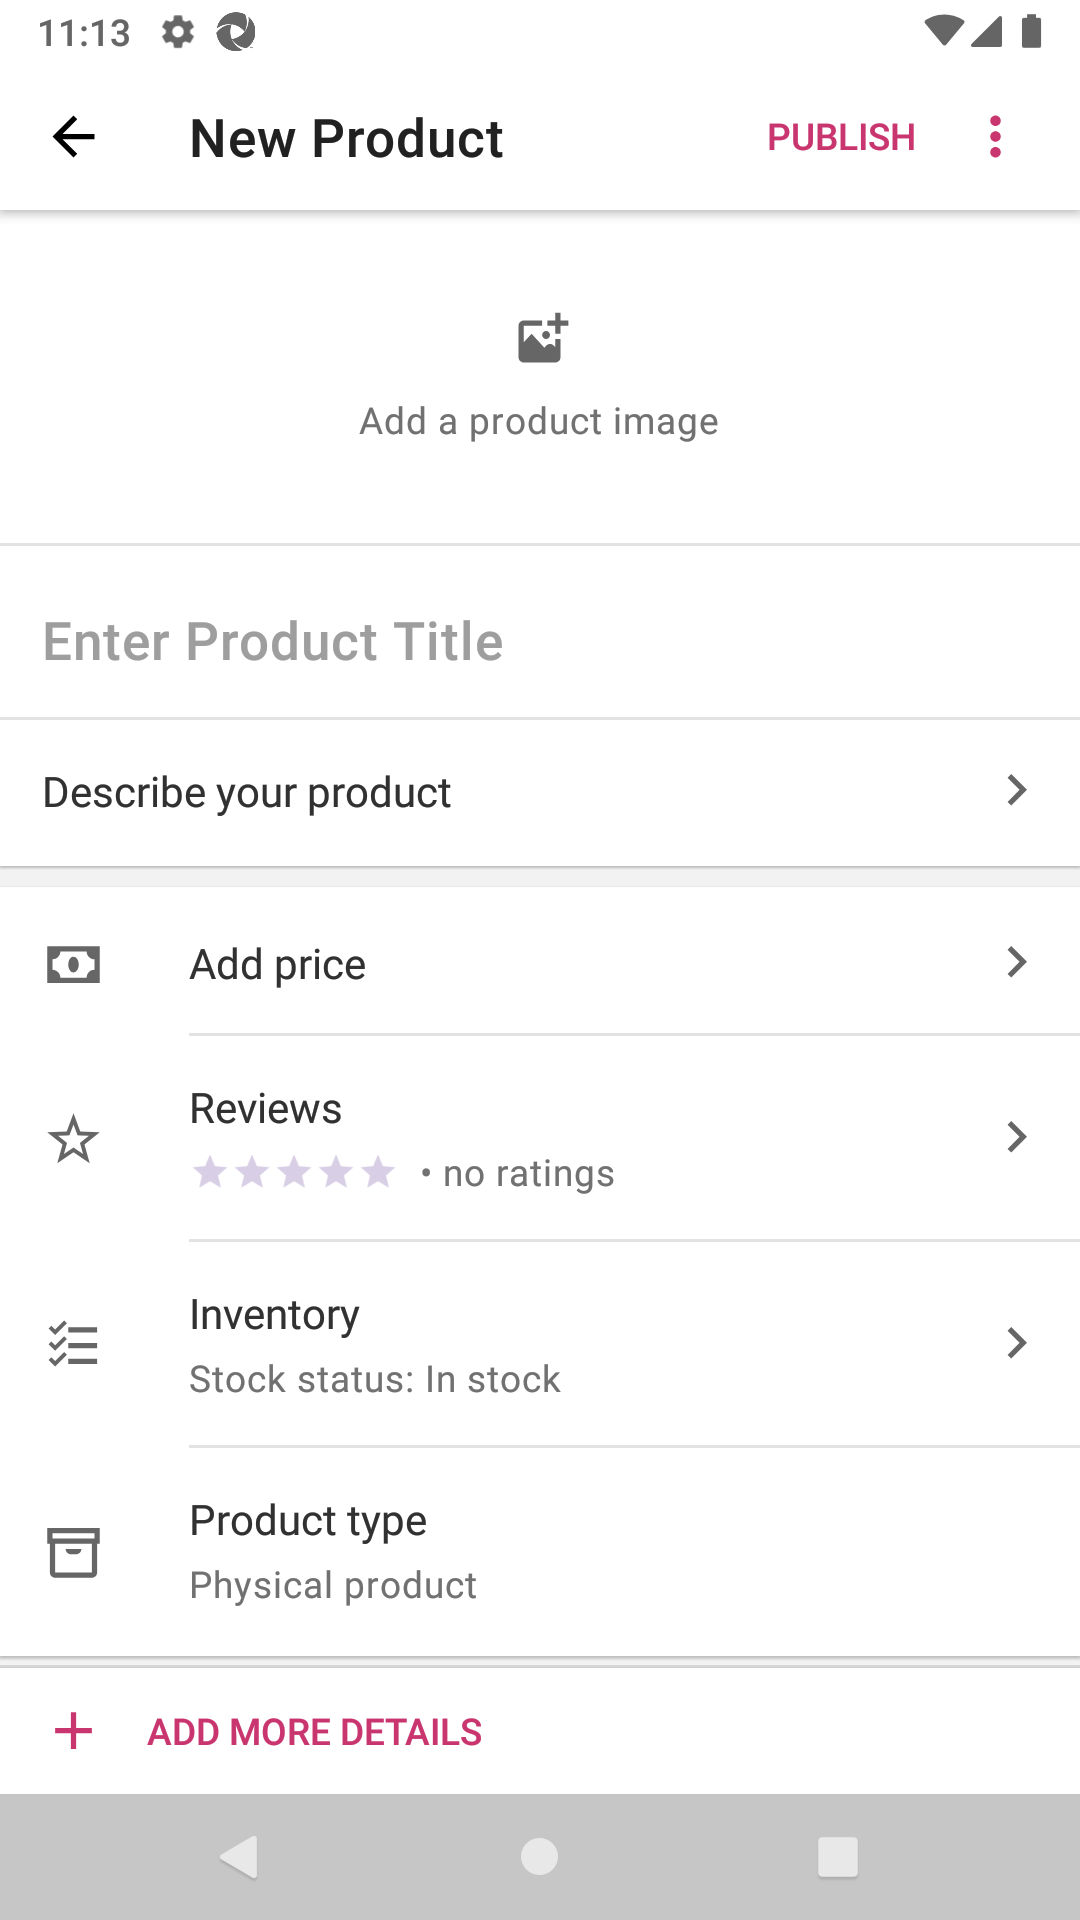 11:13
New Product
PUBLISH
Add a product image
Enter Product Title
Describe your product
Add price
Reviews
• no ratings
Inventory
Stock status: In stock
Product type
Physical product
ADD MORE DETAILS